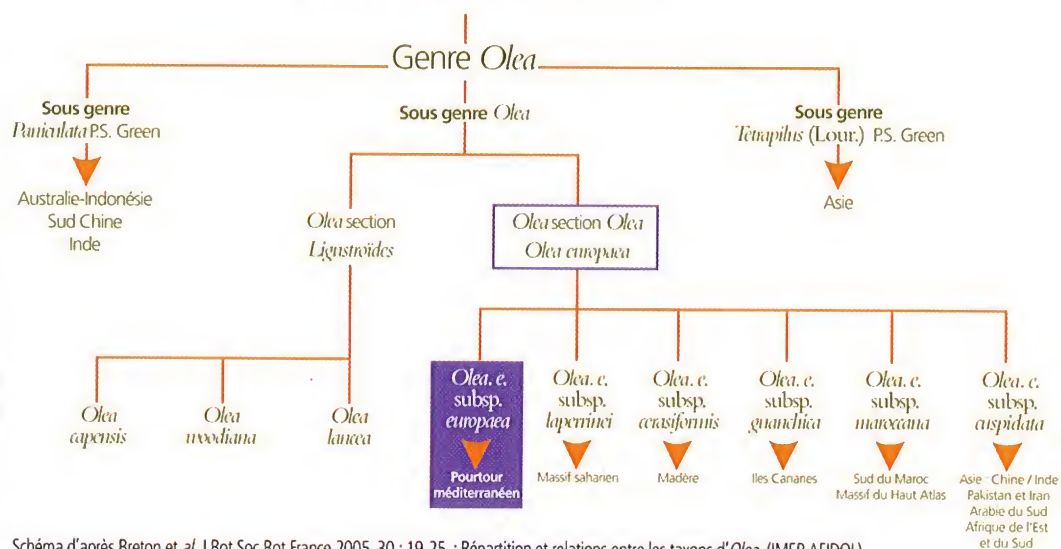 Genre Olea
Sous genre
Paniculata P.S. Green
Australie-Indonésie
Sud Chine
Inde
Sous genre Olea
Sous genre
Tetrapilus (Lour.) P.S. Green
Asie
Olea section
Ligustroïdes
Olea section Olea
Olea europaea
Olea
capensis
Olea
woodiana
Olea
lancea
Olea. e.
subsp.
europaea
Pourtour
méditerranéen
Olea. e.
subsp.
laperrinei
Massif saharien
Olea. e.
subsp.
cerasiformis
Madère
Olea. e.
subsp.
guanchica
Iles Canaries
Olea. e.
subsp.
maroccana
Sud du Maroc
Massif du Haut Atlas
Olea. e.
subsp.
cuspidata
Asie : Chine / Inde
Pakistan et Iran
Arabie du Sud
Afrique de l'Est
et du Sud
Schéma d'après Breton et al. J Bot Soc Bot France 2005, 30 : 19-25. : Répartition et relations entre les taxons d'Olea. (IMEP, AFIDOL)